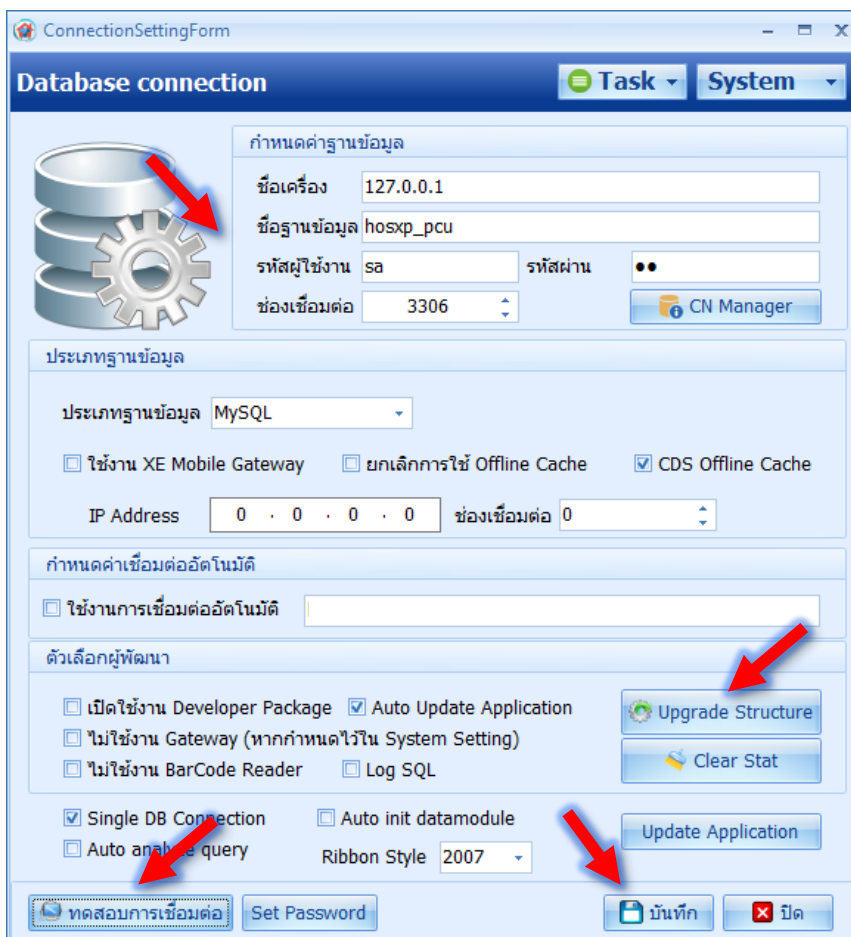 ConnectionSettingForm
Database connection Task System
กำหนดค่าฐานข้อมูล
ชื่อเครื่อง 127.0.0.1
ชื่อฐานข้อมูล hosxp_pcu
รหัสผู้ใช้งาน sa รหัสผ่าน ●●
ช่องเชื่อมต่อ 3306 CN Manager
ประเภทฐานข้อมูล
ประเภทฐานข้อมูล MySQL
ใช้งาน XE Mobile Gateway ยกเลิกการใช้ Offline Cache CDS Offline Cache
IP Address 0 . 0 . 0 . 0 ช่องเชื่อมต่อ 0
กำหนดค่าเชื่อมต่ออัตโนมัติ
ใช้งานการเชื่อมต่ออัตโนมัติ
ตัวเลือกผู้พัฒนา
เปิดใช้งาน Developer Package Auto Update Application Upgrade Structure
ไม่ใช้งาน Gateway (หากกำหนดไว้ใน System Setting)
ไม่ใช้งาน BarCode Reader Log SQL Clear Stat
Single DB Connection Auto init datamodule Update Application
Auto analyze query Ribbon Style 2007
ทดสอบการเชื่อมต่อ Set Password บันทึก ปิด